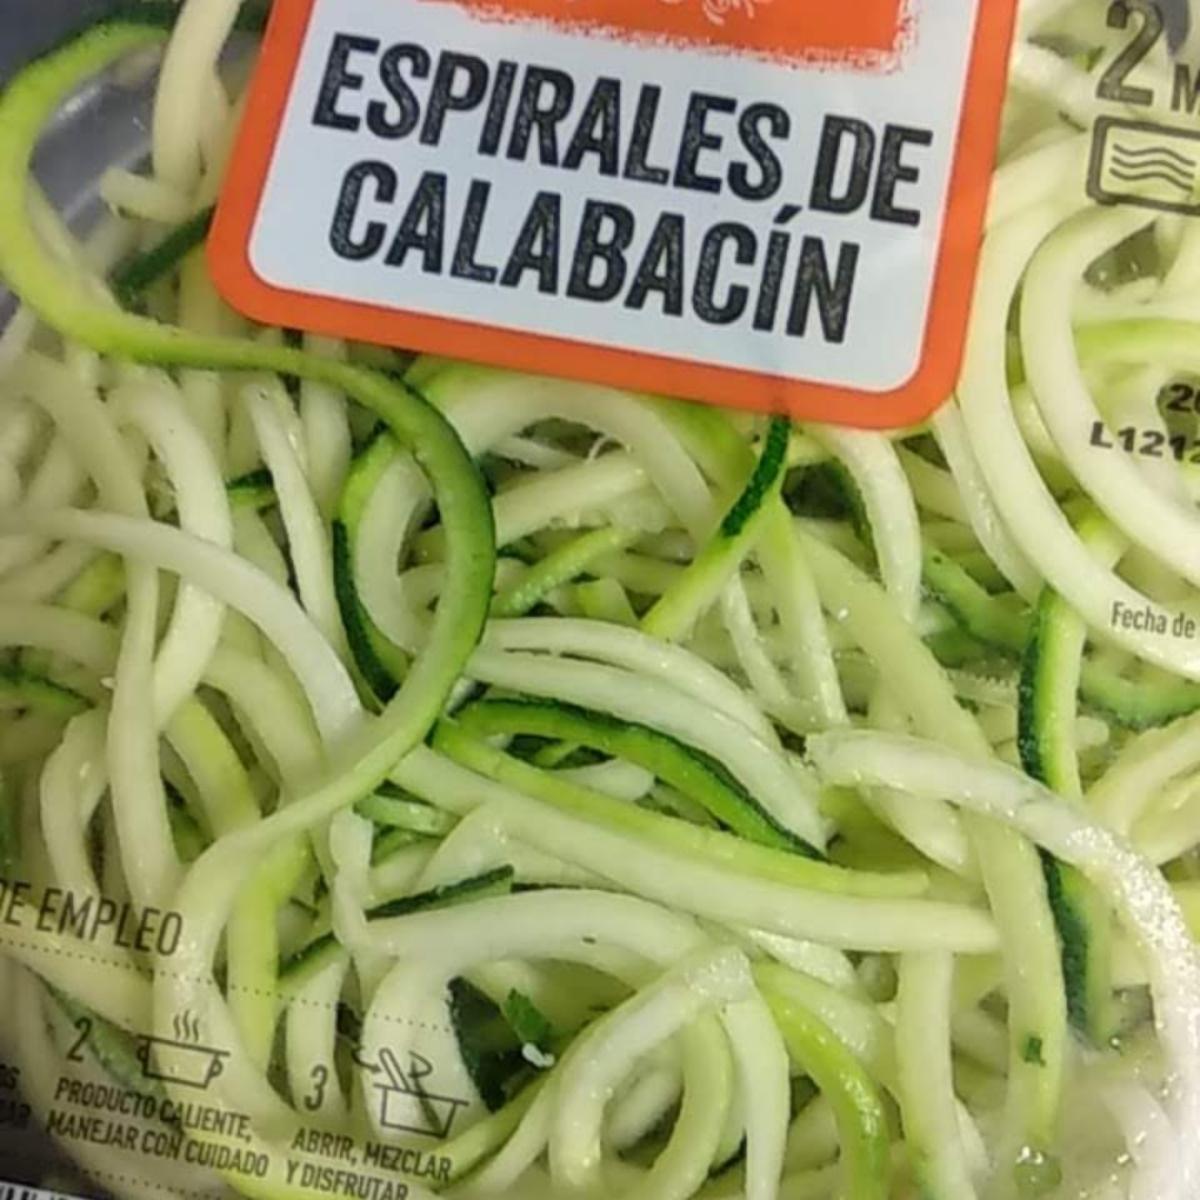 ESPIRALES DE
CALABACÍN
2
L1212
Fecha de
DE EMPLEO
2
PRODUCTO CALIENTE,
MANEJAR CON CUIDADO
3
ABRIR, MEZCLAR
Y DISFRUTAR